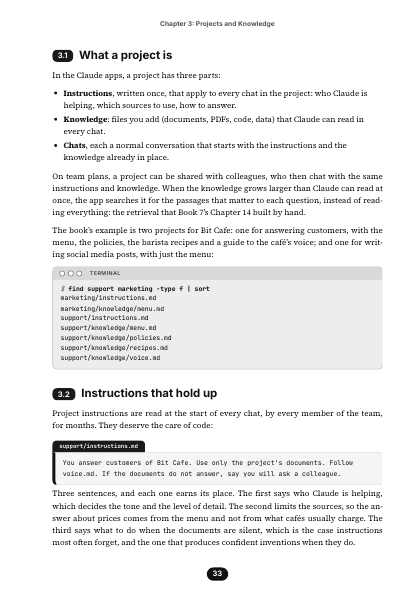 Chapter 3: Projects and Knowledge
3.1 What a project is
In the Claude apps, a project has three parts:
• Instructions, written once, that apply to every chat in the project: who Claude is
helping, which sources to use, how to answer.
• Knowledge: files you add (documents, PDFs, code, data) that Claude can read in
every chat.
• Chats, each a normal conversation that starts with the instructions and the
knowledge already in place.
On team plans, a project can be shared with colleagues, who then chat with the same
instructions and knowledge. When the knowledge grows larger than Claude can read at
once, the app searches it for the passages that matter to each question, instead of read-
ing everything: the retrieval that Book 7's Chapter 14 built by hand.
The book's example is two projects for Bit Cafe: one for answering customers, with the
menu, the policies, the barista recipes and a guide to the café's voice; and one for writ-
ing social media posts, with just the menu:
TERMINAL
$ find support marketing -type f | sort
marketing/instructions.md
marketing/knowledge/menu.md
support/instructions.md
support/knowledge/menu.md
support/knowledge/policies.md
support/knowledge/recipes.md
support/knowledge/voice.md
3.2 Instructions that hold up
Project instructions are read at the start of every chat, by every member of the team,
for months. They deserve the care of code:
support/instructions.md
You answer customers of Bit Cafe. Use only the project's documents. Follow
voice.md. If the documents do not answer, say you will ask a colleague.
Three sentences, and each one earns its place. The first says who Claude is helping,
which decides the tone and the level of detail. The second limits the sources, so the an-
swer about prices comes from the menu and not from what cafés usually charge. The
third says what to do when the documents are silent, which is the case instructions
most often forget, and the one that produces confident inventions when they do.
33